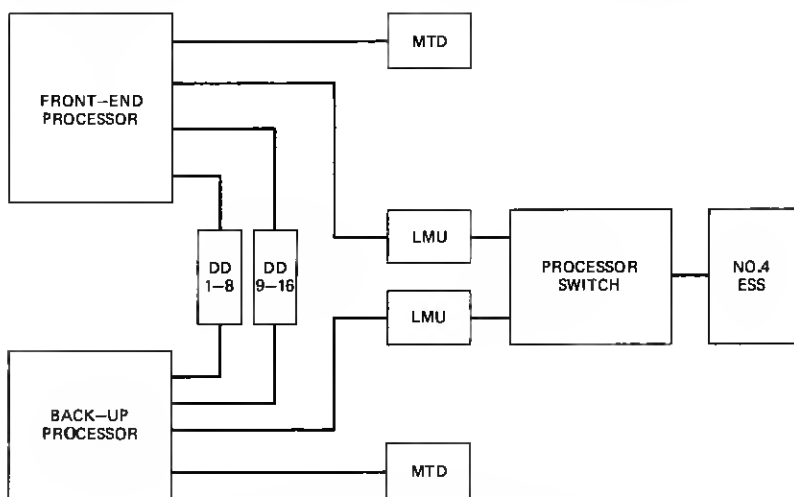 MTD
FRONT-END
PROCESSOR
LMU
DD
1-8
DD
9-16
PROCESSOR
SWITCH
NO.4
ESS
LMU
BACK-UP
PROCESSOR
MTD